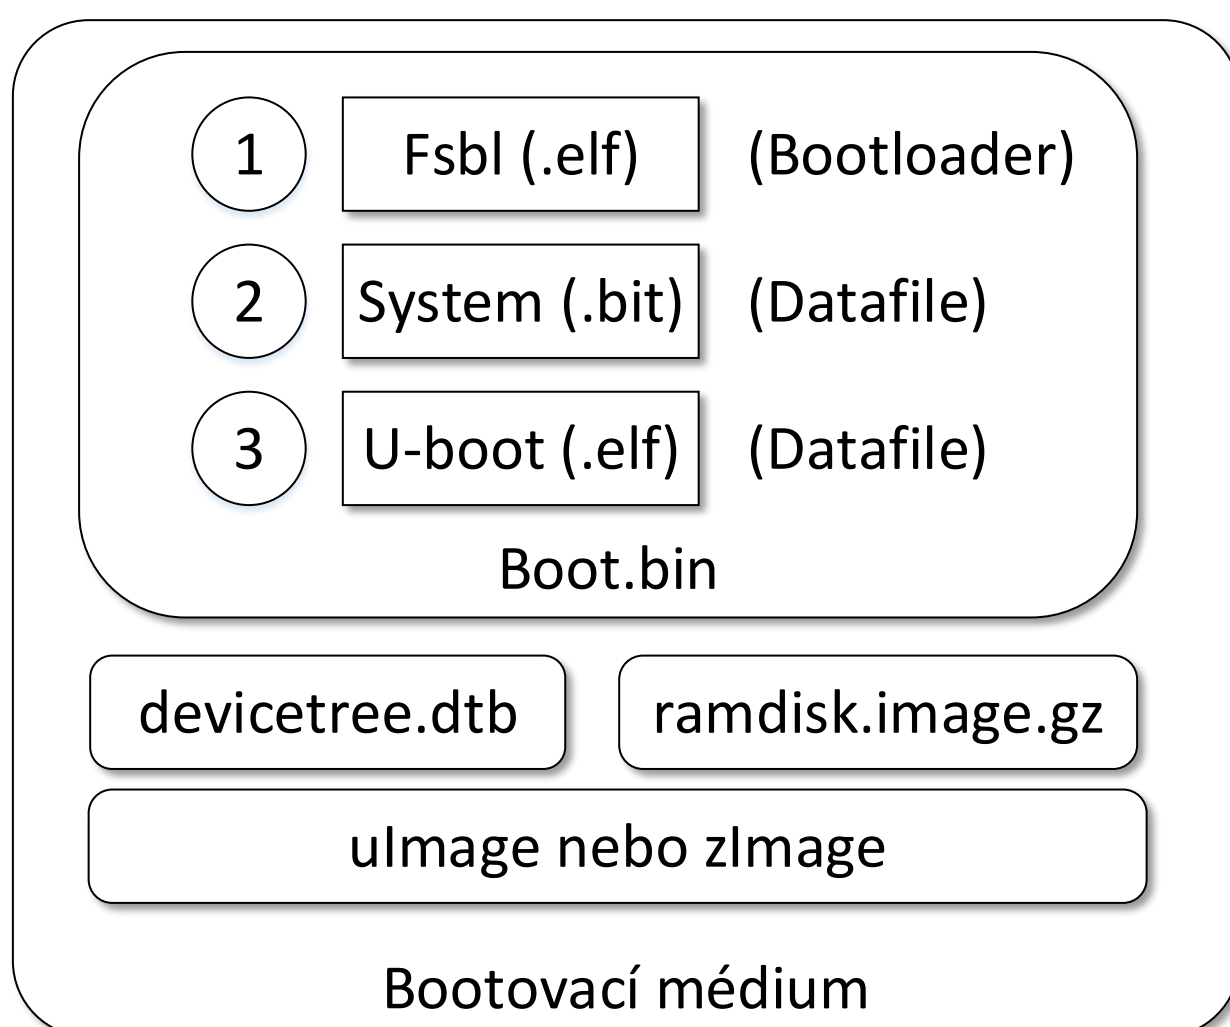 1 Fsbl (.elf) (Bootloader)
2 System (.bit) (Datafile)
3 U-boot (.elf) (Datafile)
Boot.bin
devicetree.dtb ramdisk.image.gz
uImage nebo zImage
Bootovací médium